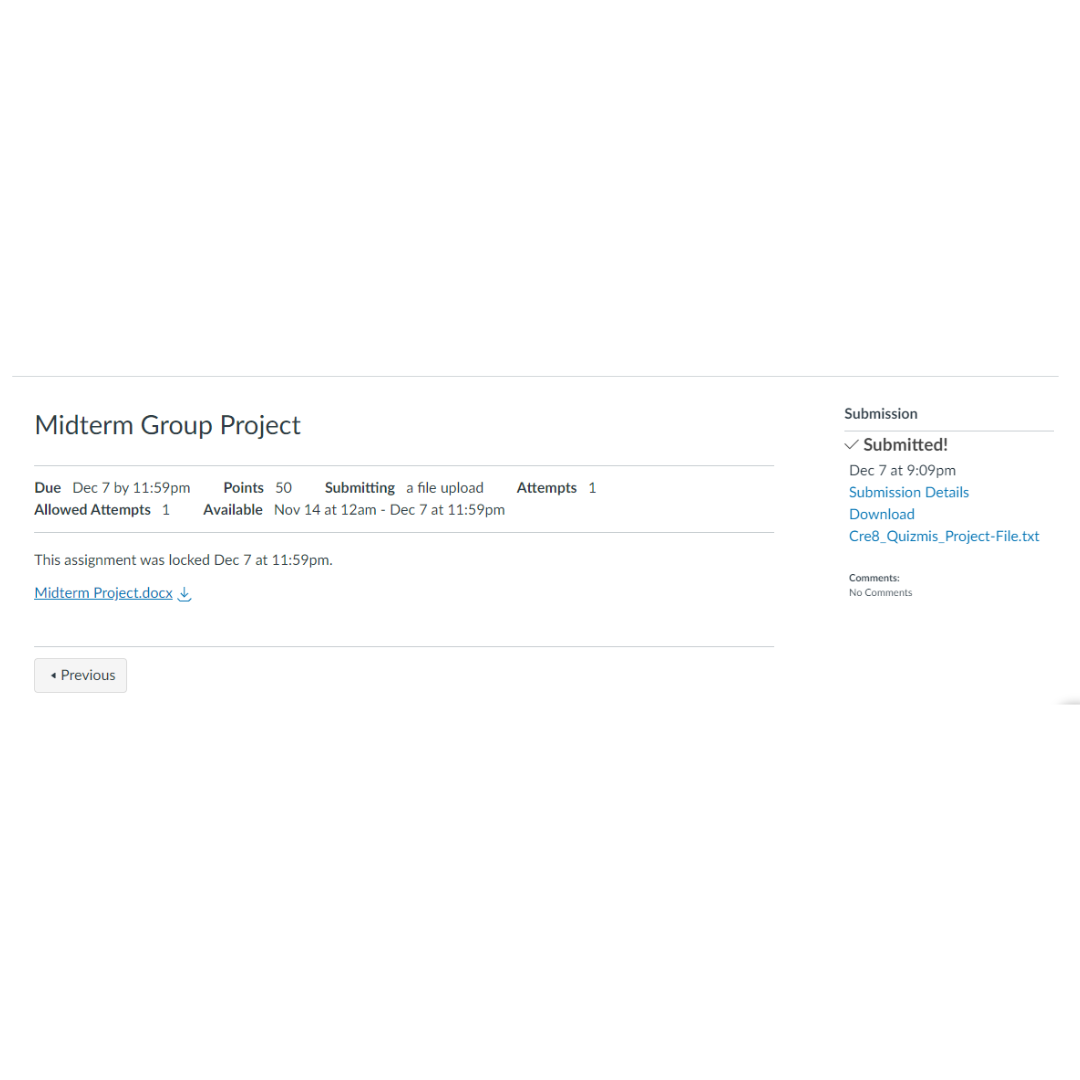 Midterm Group Project
Due Dec 7 by 11:59pm Points 50 Submitting a file upload Attempts 1
Allowed Attempts 1 Available Nov 14 at 12am - Dec 7 at 11:59pm
This assignment was locked Dec 7 at 11:59pm.
Midterm Project.docx
Previous
Submission
Submitted!
Dec 7 at 9:09pm
Submission Details
Download
Cre8_Quizmis_Project-File.txt
Comments:
No Comments